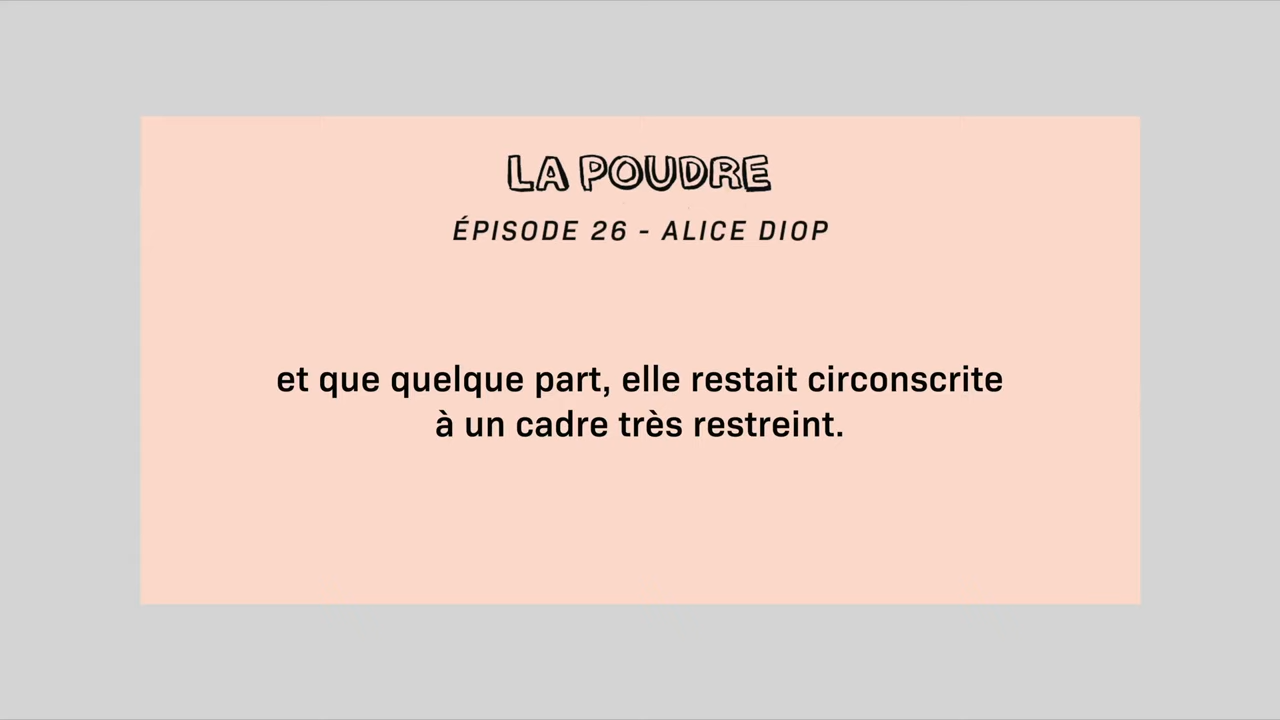 LA POUDRE
ÉPISODE 26 - ALICE DIOP
et que quelque part, elle restait circonscrite
à un cadre très restreint.